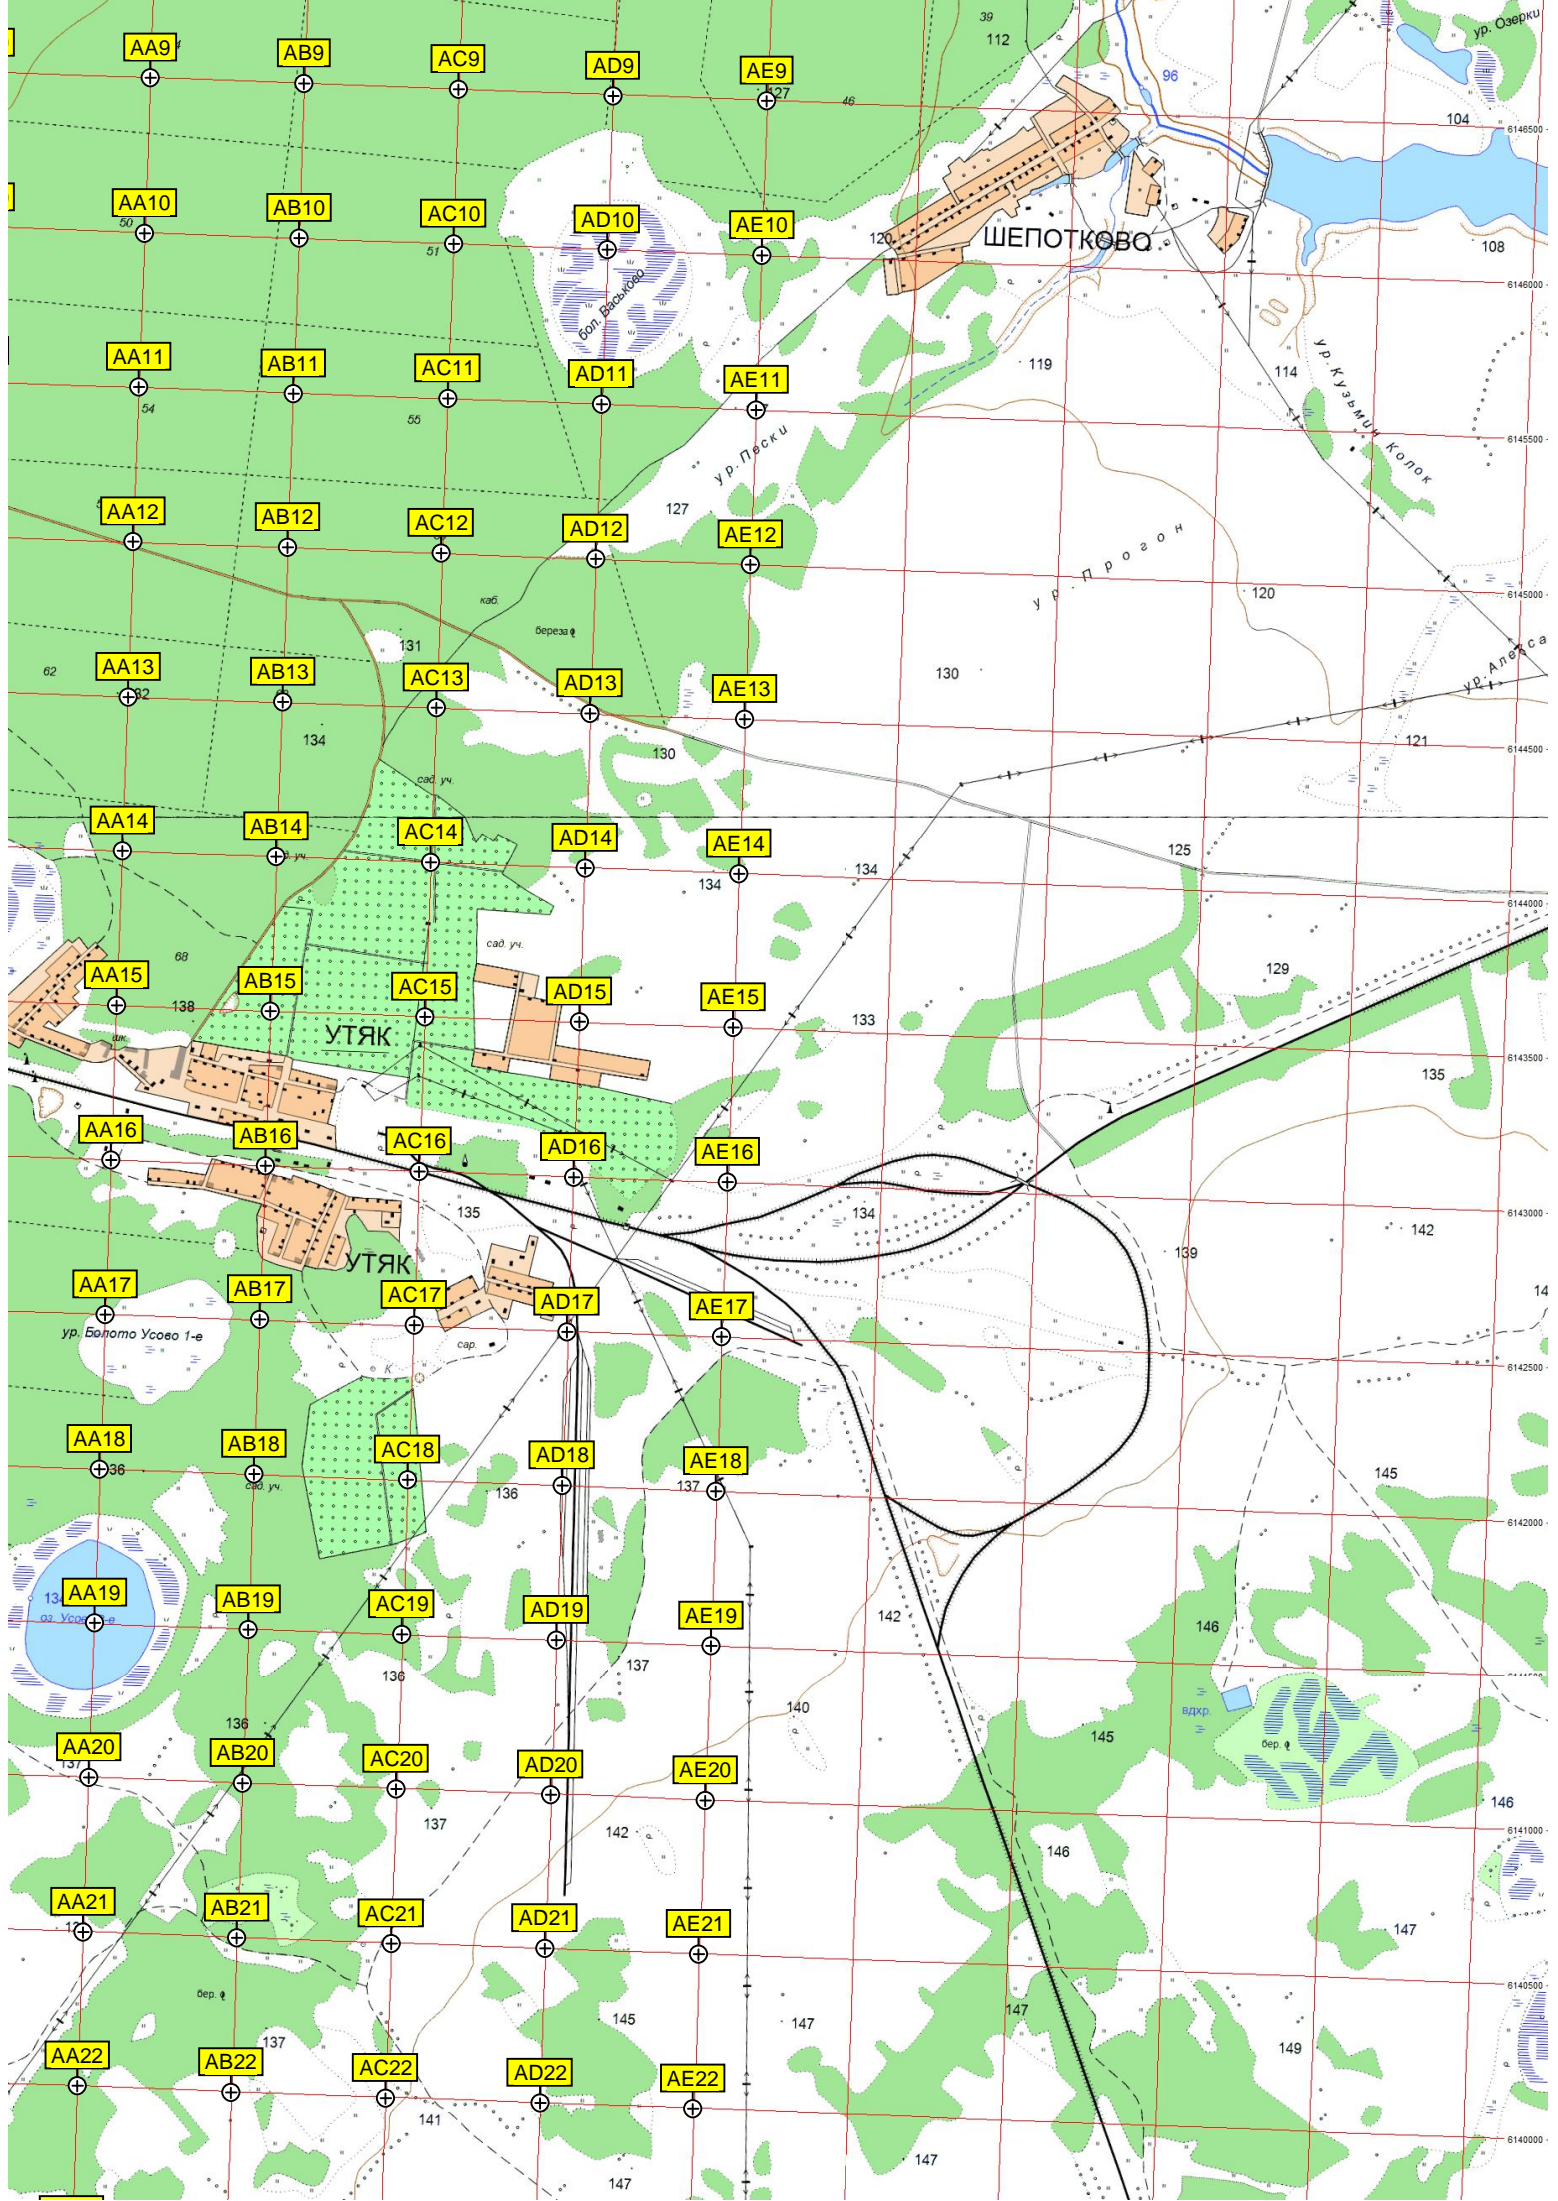 39
ур. Озерки
112
AA9
AB9
AC9
AD9
AE9
127
46
96
104
6146500
AA10
50
AB10
AC10
51
AD10
AE10
120
ШЕПОТКОВО
108
бол. Васьково
6146000
AA11
54
AB11
AC11
55
AD11
AE11
119
114
ур. Кузьмин Колок
ур. Пески
6145500
AA12
AB12
AC12
AD12
127
AE12
ур. Прогон
120
6145000
каб.
береза
131
62
AA13
AB13
AC13
AD13
AE13
130
ур. Алекса
134
130
121
6144500
сад. уч.
AA14
AB14
AC14
AD14
AE14
134
134
125
6144000
сад. уч.
68
129
AA15
138
AB15
AC15
AD15
AE15
133
УТЯК
шк.
6143500
135
AA16
AB16
AC16
AD16
AE16
135
134
142
6143000
139
УТЯК
AA17
AB17
AC17
AD17
AE17
ур. Болото Усово 1-е
сар.
К
6142500
AA18
AB18
AC18
AD18
AE18
сад. уч.
136
137
145
6142000
AA19
AB19
AC19
AD19
AE19
142
146
136
137
140
вдхр.
136
145
бер.
AA20
137
AB20
AC20
AD20
AE20
137
142
146
146
6141000
AA21
AB21
AC21
AD21
AE21
147
6140500
бер.
137
145
147
147
149
AA22
AB22
AC22
AD22
AE22
141
6140000
147
147